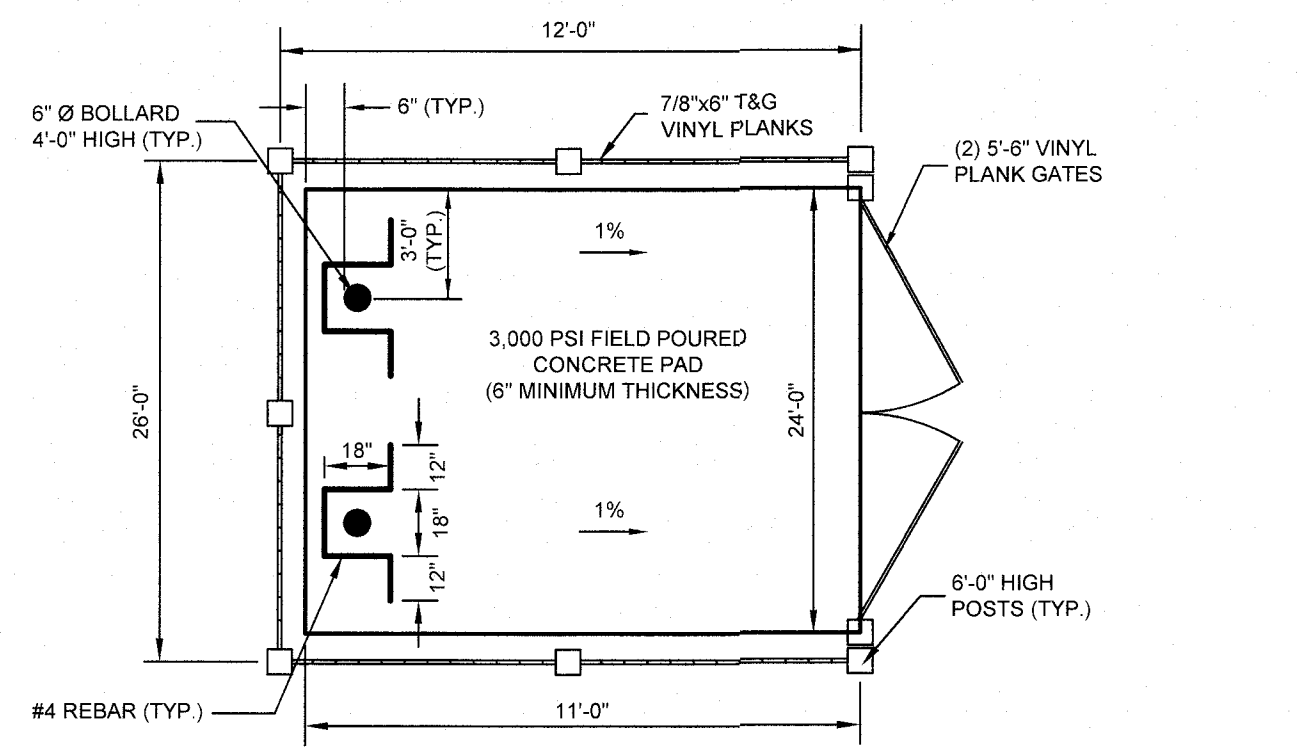 12'-0"
6" Ø BOLLARD
4'-0" HIGH (TYP.)
6" (TYP.)
7/8"x6" T&G
VINYL PLANKS
(2) 5'-6" VINYL
PLANK GATES
3'-0"
(TYP.)
1%
3,000 PSI FIELD POURED
CONCRETE PAD
(6" MINIMUM THICKNESS)
26'-0"
24'-0"
18"
12"
18"
12"
1%
6'-0" HIGH
POSTS (TYP.)
#4 REBAR (TYP.)
11'-0"